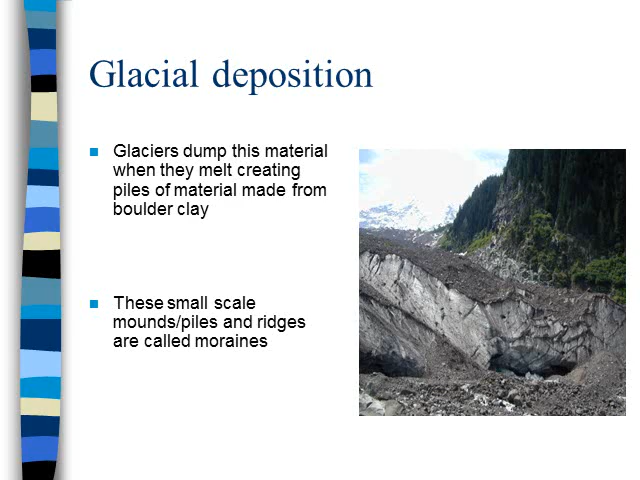 Glacial deposition
Glaciers dump this material
when they melt creating
piles of material made from
boulder clay
These small scale
mounds/piles and ridges
are called moraines